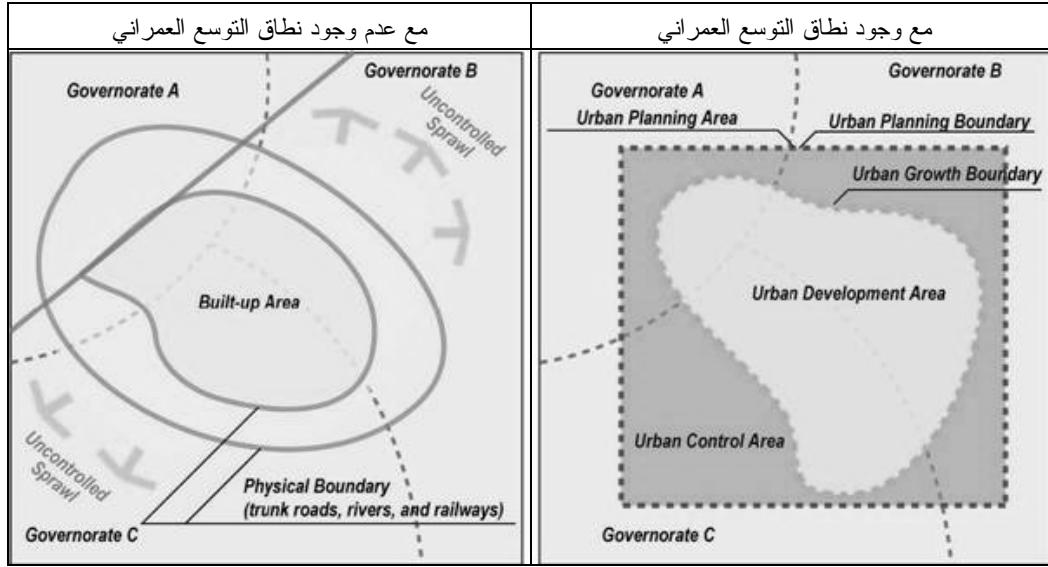 مع عدم وجود نطاق التوسع العمراني
مع وجود نطاق التوسع العمراني
Governorate A
Governorate B
Uncontrolled
Sprawl
Built-up Area
Uncontrolled
Sprawl
Physical Boundary
(trunk roads, rivers, and railways)
Governorate C
Governorate B
Governorate A
Urban Planning Area
Urban Planning Boundary
Urban Growth Boundary
Urban Development Area
Urban Control Area
Governorate C